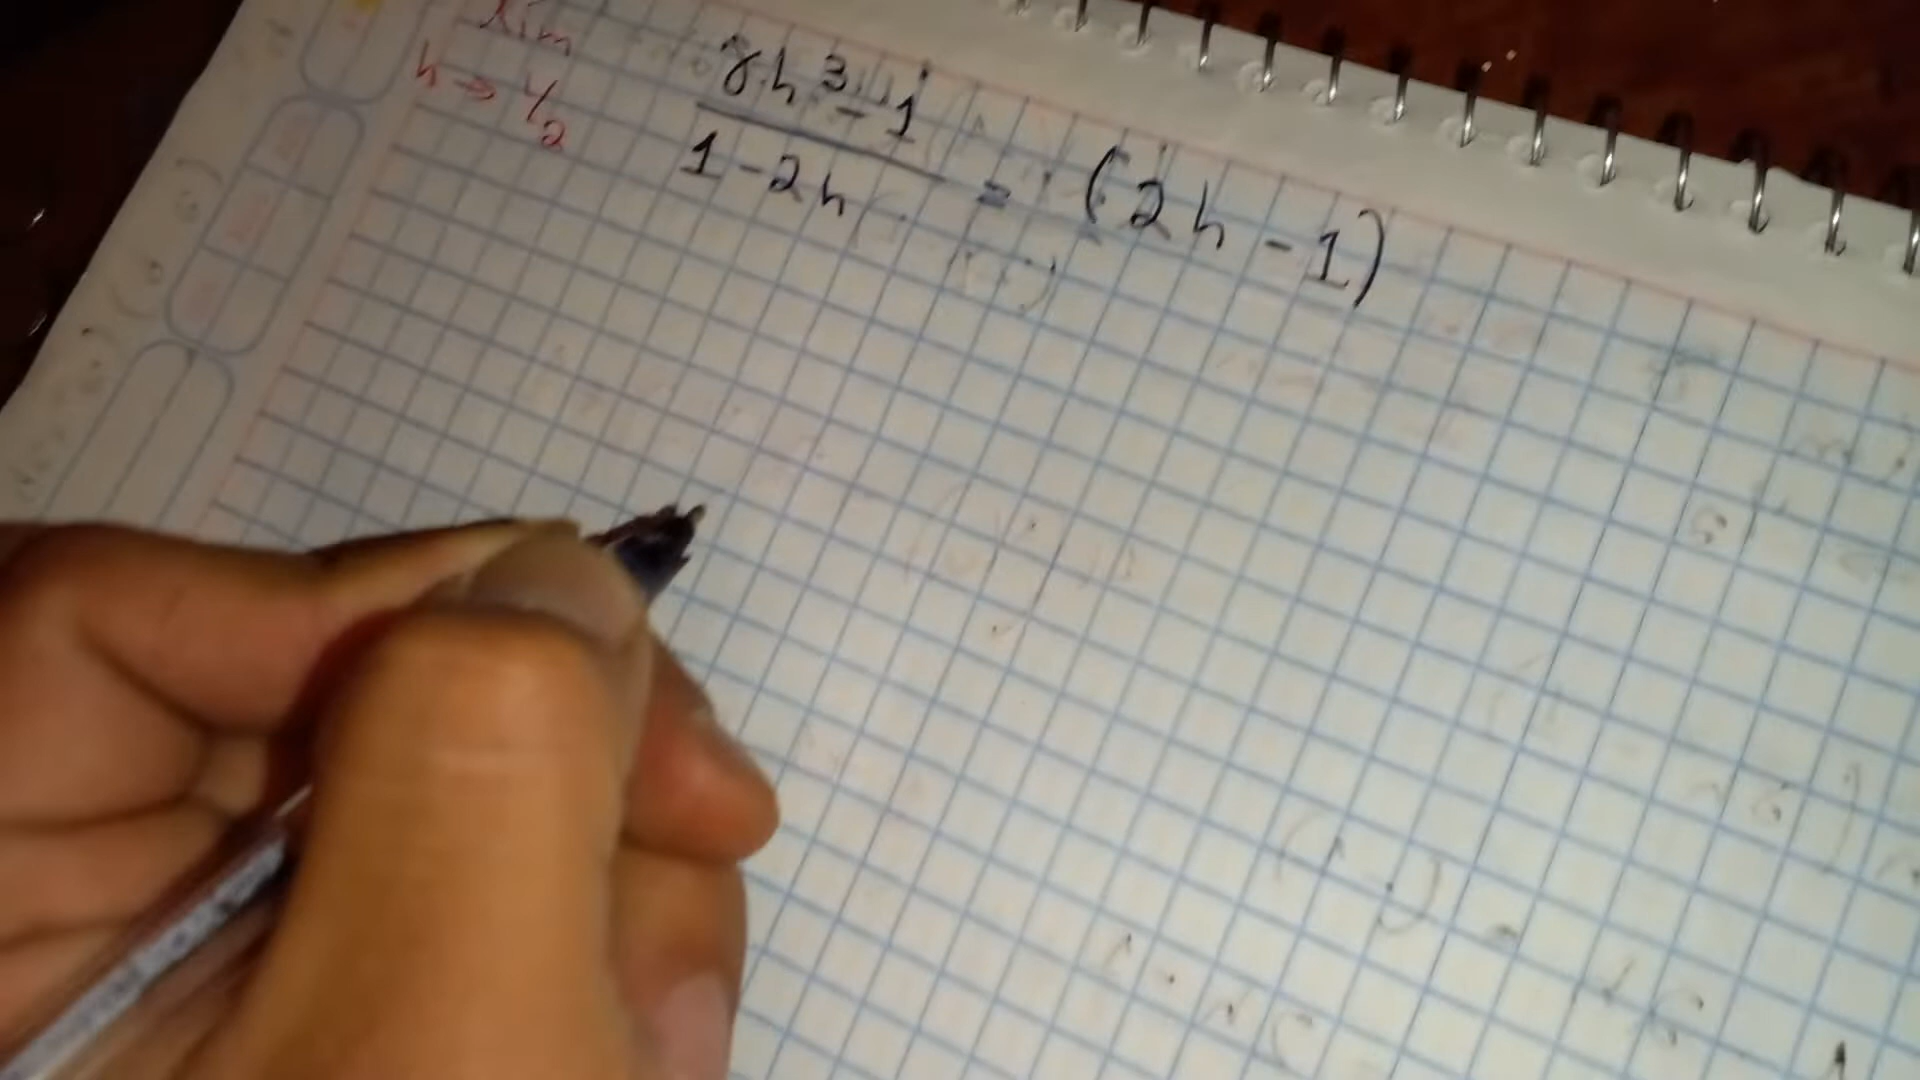 lim 8h³-1
h→1/2 1-2h = (2h-1)